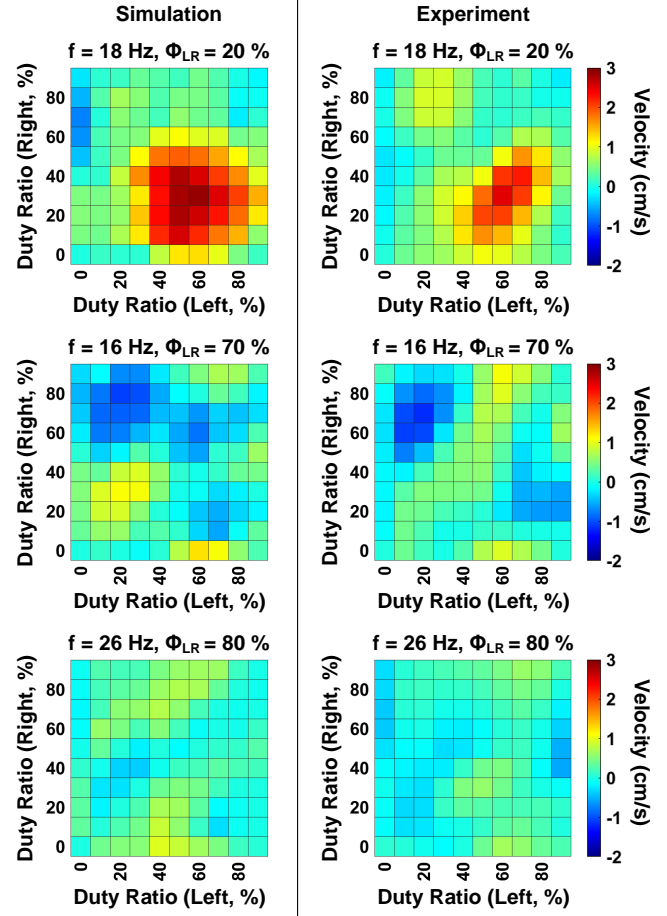 Simulation
Experiment
f = 18 Hz, Φ_LR = 20 %
f = 18 Hz, Φ_LR = 20 %
Duty Ratio (Right, %)
80
60
40
20
0
0 20 40 60 80
Duty Ratio (Left, %)
Duty Ratio (Right, %)
80
60
40
20
0
0 20 40 60 80
Duty Ratio (Left, %)
3
2
1
0
-1
-2
Velocity (cm/s)
f = 16 Hz, Φ_LR = 70 %
f = 16 Hz, Φ_LR = 70 %
Duty Ratio (Right, %)
80
60
40
20
0
0 20 40 60 80
Duty Ratio (Left, %)
Duty Ratio (Right, %)
80
60
40
20
0
0 20 40 60 80
Duty Ratio (Left, %)
3
2
1
0
-1
-2
Velocity (cm/s)
f = 26 Hz, Φ_LR = 80 %
f = 26 Hz, Φ_LR = 80 %
Duty Ratio (Right, %)
80
60
40
20
0
0 20 40 60 80
Duty Ratio (Left, %)
Duty Ratio (Right, %)
80
60
40
20
0
0 20 40 60 80
Duty Ratio (Left, %)
3
2
1
0
-1
-2
Velocity (cm/s)